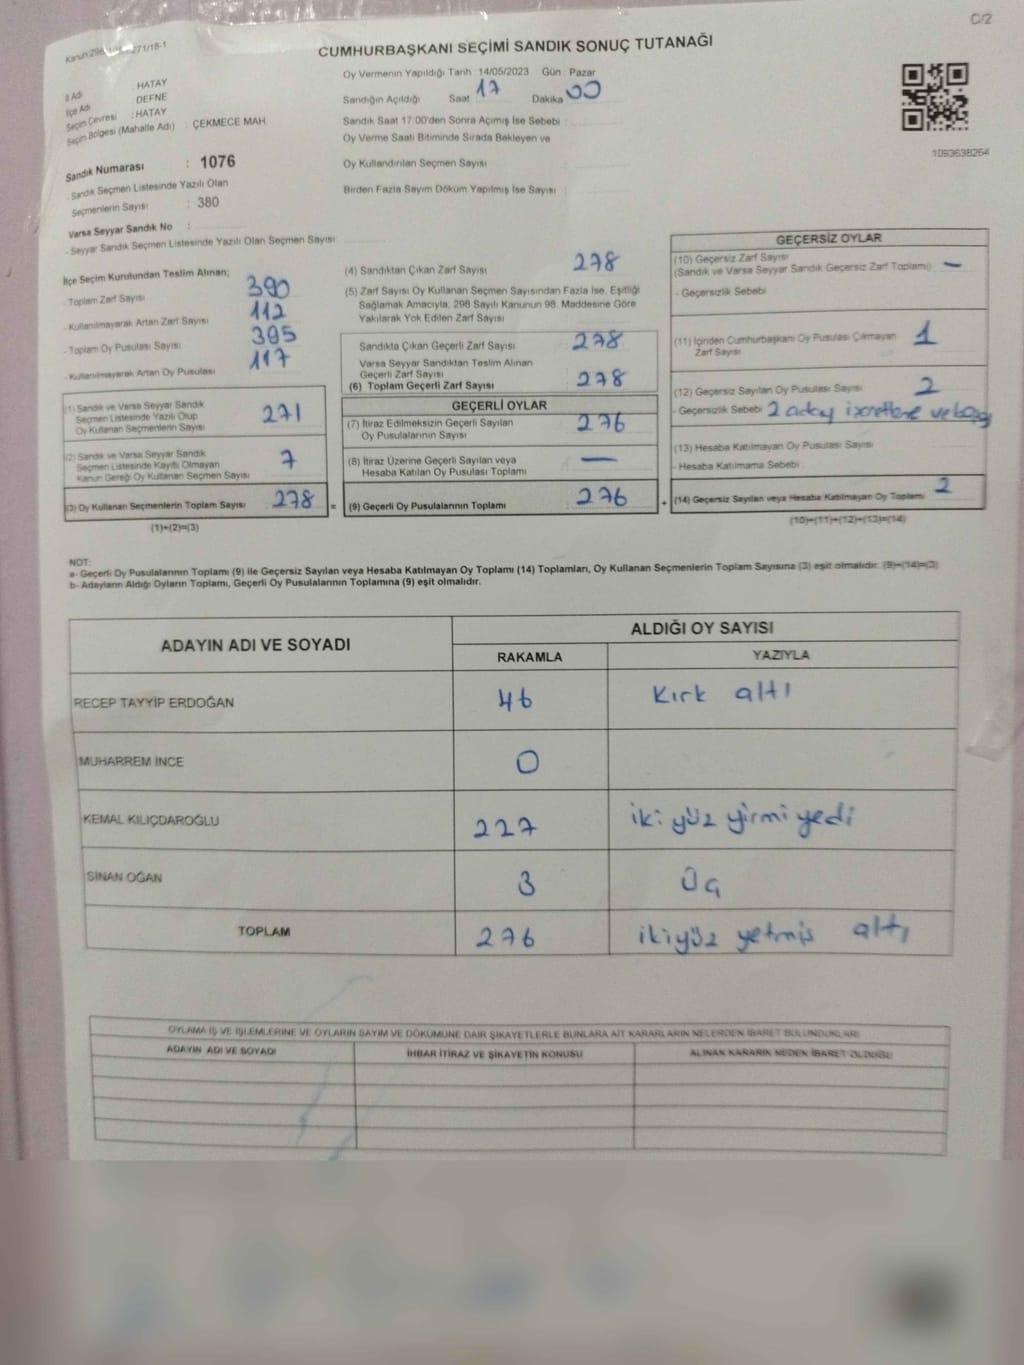 C/2
CUMHURBAŞKANI SEÇİMİ SANDIK SONUÇ TUTANAĞI
Oy Vermenin Yapıldığı Tarih :14/05/2023 Gün : Pazar
Sandığın Açıldığı Saat 17 Dakika 00
Sandık Saat 17:00'den Sonra Açılmış İse Sebebi :
Oy Verme Saati Bitiminde Sırada Bekleyen ve
Oy Kullandırılan Seçmen Sayısı :
Birden Fazla Sayım Döküm Yapılmış İse Sayısı :
1093638264
İl Adı : HATAY
İlçe Adı : DEFNE
Seçim Çevresi : HATAY
Seçim Bölgesi (Mahalle Adı) : ÇEKMECE MAH.
Sandık Numarası : 1076
- Sandık Seçmen Listesinde Yazılı Olan
Seçmenlerin Sayısı : 380
Varsa Seyyar Sandık No :
- Seyyar Sandık Seçmen Listesinde Yazılı Olan Seçmen Sayısı :
İlçe Seçim Kurulundan Teslim Alınan;
- Toplam Zarf Sayısı 390
- Kullanılmayarak Artan Zarf Sayısı 112
- Toplam Oy Pusulası Sayısı 395
- Kullanılmayarak Artan Oy Pusulası 117
(1) Sandık ve Varsa Seyyar Sandık
Seçmen Listesinde Yazılı Olup
Oy Kullanan Seçmenlerin Sayısı 271
(2) Sandık ve Varsa Seyyar Sandık
Seçmen Listesinde Kayıtlı Olmayan
Kanun Gereği Oy Kullanan Seçmen Sayısı 7
(3) Oy Kullanan Seçmenlerin Toplam Sayısı 278 =
(1)+(2)=(3)
(4) Sandıktan Çıkan Zarf Sayısı 278
(5) Zarf Sayısı Oy Kullanan Seçmen Sayısından Fazla İse, Eşitliği
Sağlamak Amacıyla; 298 Sayılı Kanunun 98. Maddesine Göre
Yakılarak Yok Edilen Zarf Sayısı
Sandıkta Çıkan Geçerli Zarf Sayısı 278
Varsa Seyyar Sandıktan Teslim Alınan
Geçerli Zarf Sayısı
(6) Toplam Geçerli Zarf Sayısı 278
GEÇERLİ OYLAR
(7) İtiraz Edilmeksizin Geçerli Sayılan
Oy Pusulalarının Sayısı 276
(8) İtiraz Üzerine Geçerli Sayılan veya
Hesaba Katılan Oy Pusulası Toplamı —
(9) Geçerli Oy Pusulalarının Toplamı 276 +
GEÇERSİZ OYLAR
(10) Geçersiz Zarf Sayısı
(Sandık ve Varsa Seyyar Sandık Geçersiz Zarf Toplamı) —
- Geçersizlik Sebebi
(11) İçinden Cumhurbaşkanı Oy Pusulası Çıkmayan
Zarf Sayısı 1
(12) Geçersiz Sayılan Oy Pusulası Sayısı 2
- Geçersizlik Sebebi 2 aday
(13) Hesaba Katılmayan Oy Pusulası Sayısı
- Hesaba Katılmama Sebebi
(14) Geçersiz Sayılan veya Hesaba Katılmayan Oy Toplamı 2
(10)+(11)+(12)+(13)=(14)
NOT:
a- Geçerli Oy Pusulalarının Toplamı (9) ile Geçersiz Sayılan veya Hesaba Katılmayan Oy Toplamı (14) Toplamları, Oy Kullanan Seçmenlerin Toplam Sayısına (3) eşit olmalıdır. (9)+(14)=(3)
b- Adayların Aldığı Oyların Toplamı, Geçerli Oy Pusulalarının Toplamına (9) eşit olmalıdır.
ADAYIN ADI VE SOYADI ALDIĞI OY SAYISI
RAKAMLA YAZIYLA
RECEP TAYYİP ERDOĞAN 46 Kırk altı
MUHARREM İNCE 0
KEMAL KILIÇDAROĞLU 227 iki yüz yirmi yedi
SİNAN OĞAN 3 Üç
TOPLAM 276 ikiyüz yetmiş altı
OYLAMA İŞ VE İŞLEMLERİNE VE OYLARIN SAYIM VE DÖKÜMÜNE DAİR ŞİKAYETLERLE BUNLARA AİT KARARLARIN NELERDEN İBARET BULUNDUKLARI
ADAYIN ADI VE SOYADI İHBAR İTİRAZ VE ŞİKAYETİN KONUSU ALINAN KARARIN NEDEN İBARET OLDUĞU